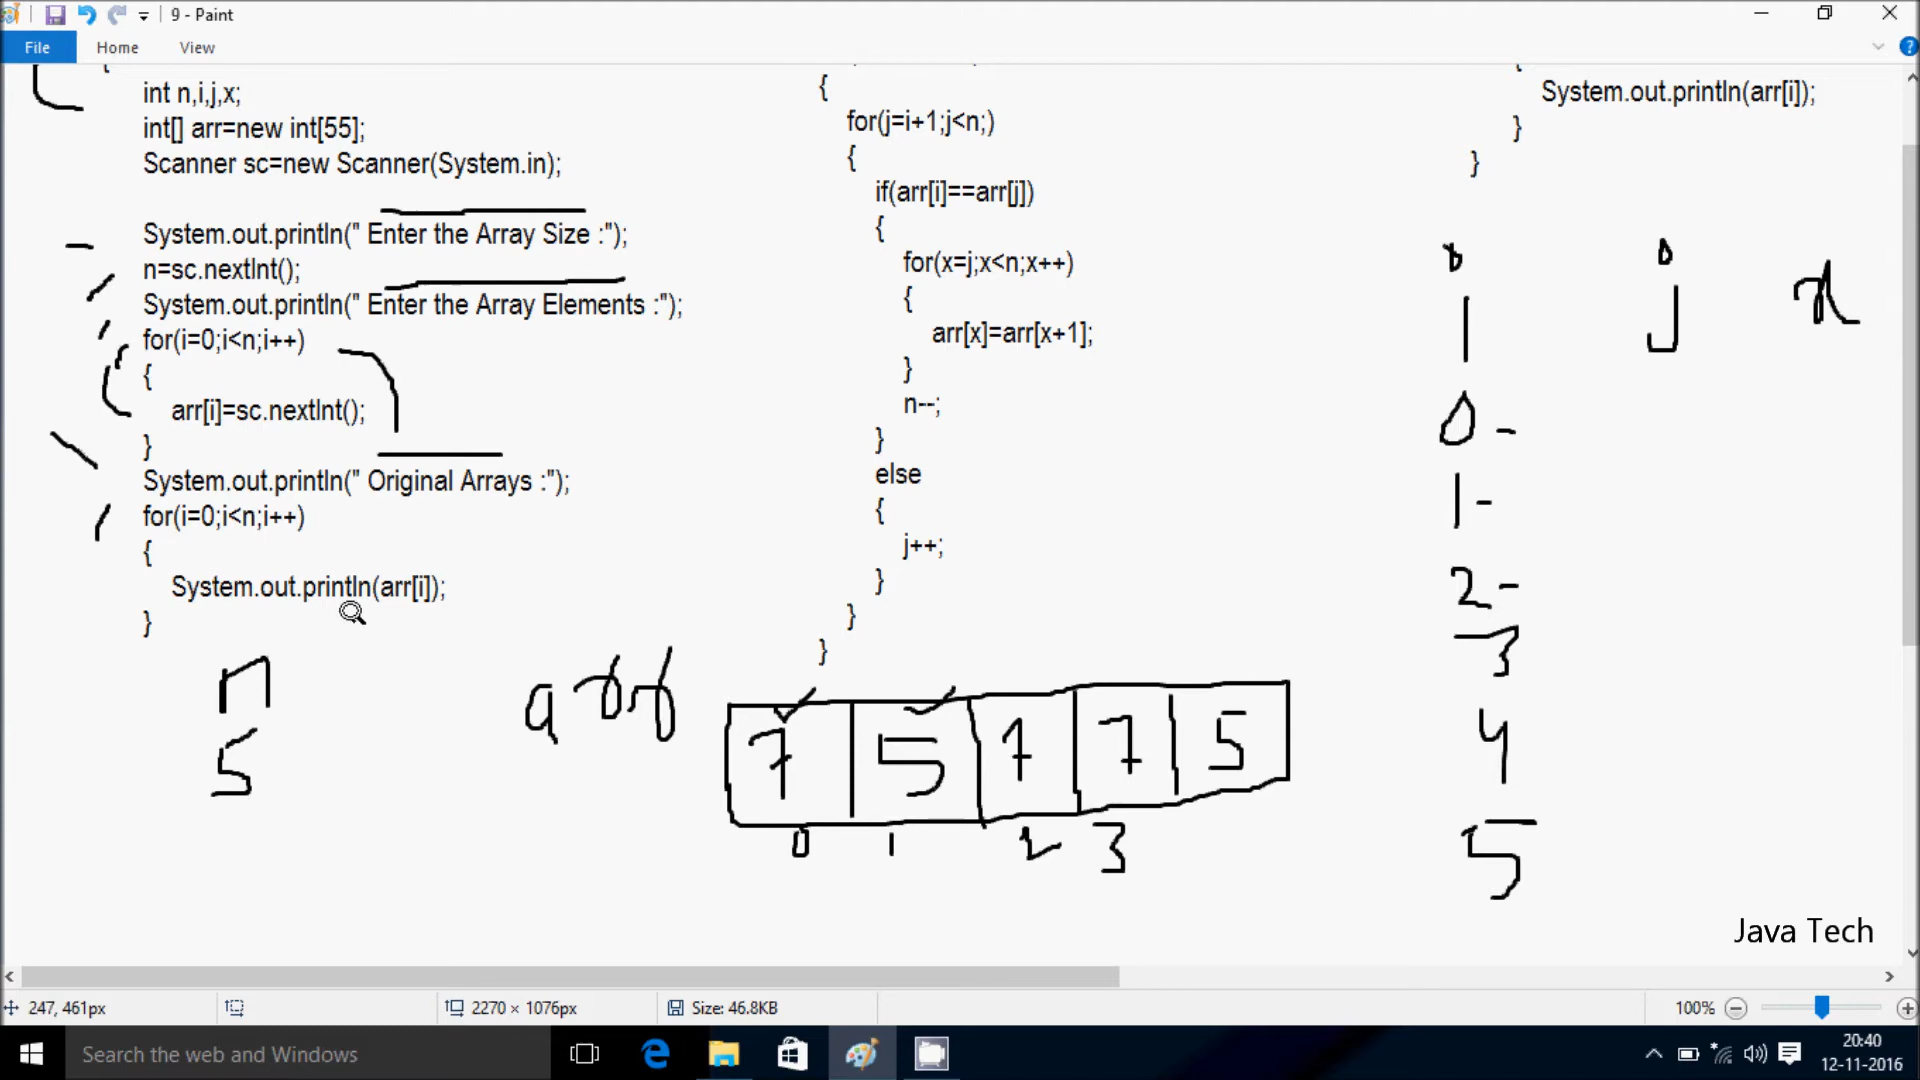 9 - Paint
File Home View
{
int n,i,j,x;
int[] arr=new int[55];
Scanner sc=new Scanner(System.in);
System.out.println(" Enter the Array Size :");
n=sc.nextInt();
System.out.println(" Enter the Array Elements :");
for(i=0;i<n;i++)
{
arr[i]=sc.nextInt();
}
System.out.println(" Original Arrays :");
for(i=0;i<n;i++)
{
System.out.println(arr[i]);
}
{
for(j=i+1;j<n;)
{
if(arr[i]==arr[j])
{
for(x=j;x<n;x++)
{
arr[x]=arr[x+1];
}
n--;
}
else
{
j++;
}
}
}
{
System.out.println(arr[i]);
}
}
i j x
0 -
1 -
2 -
3
4
5
n
5
arr
7 5 7 7 5
0 1 2 3
Java Tech
247, 461px 2270 × 1076px Size: 46.8KB 100%
Search the web and Windows
20:40
12-11-2016